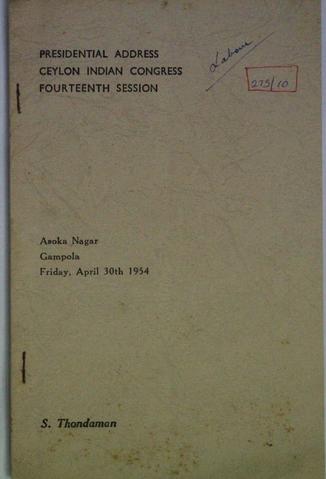 PRESIDENTIAL ADDRESS
CEYLON INDIAN CONGRESS
FOURTEENTH SESSION
Labour
275/10
Asoka Nagar
Gampola
Friday, April 30th 1954
S. Thondaman